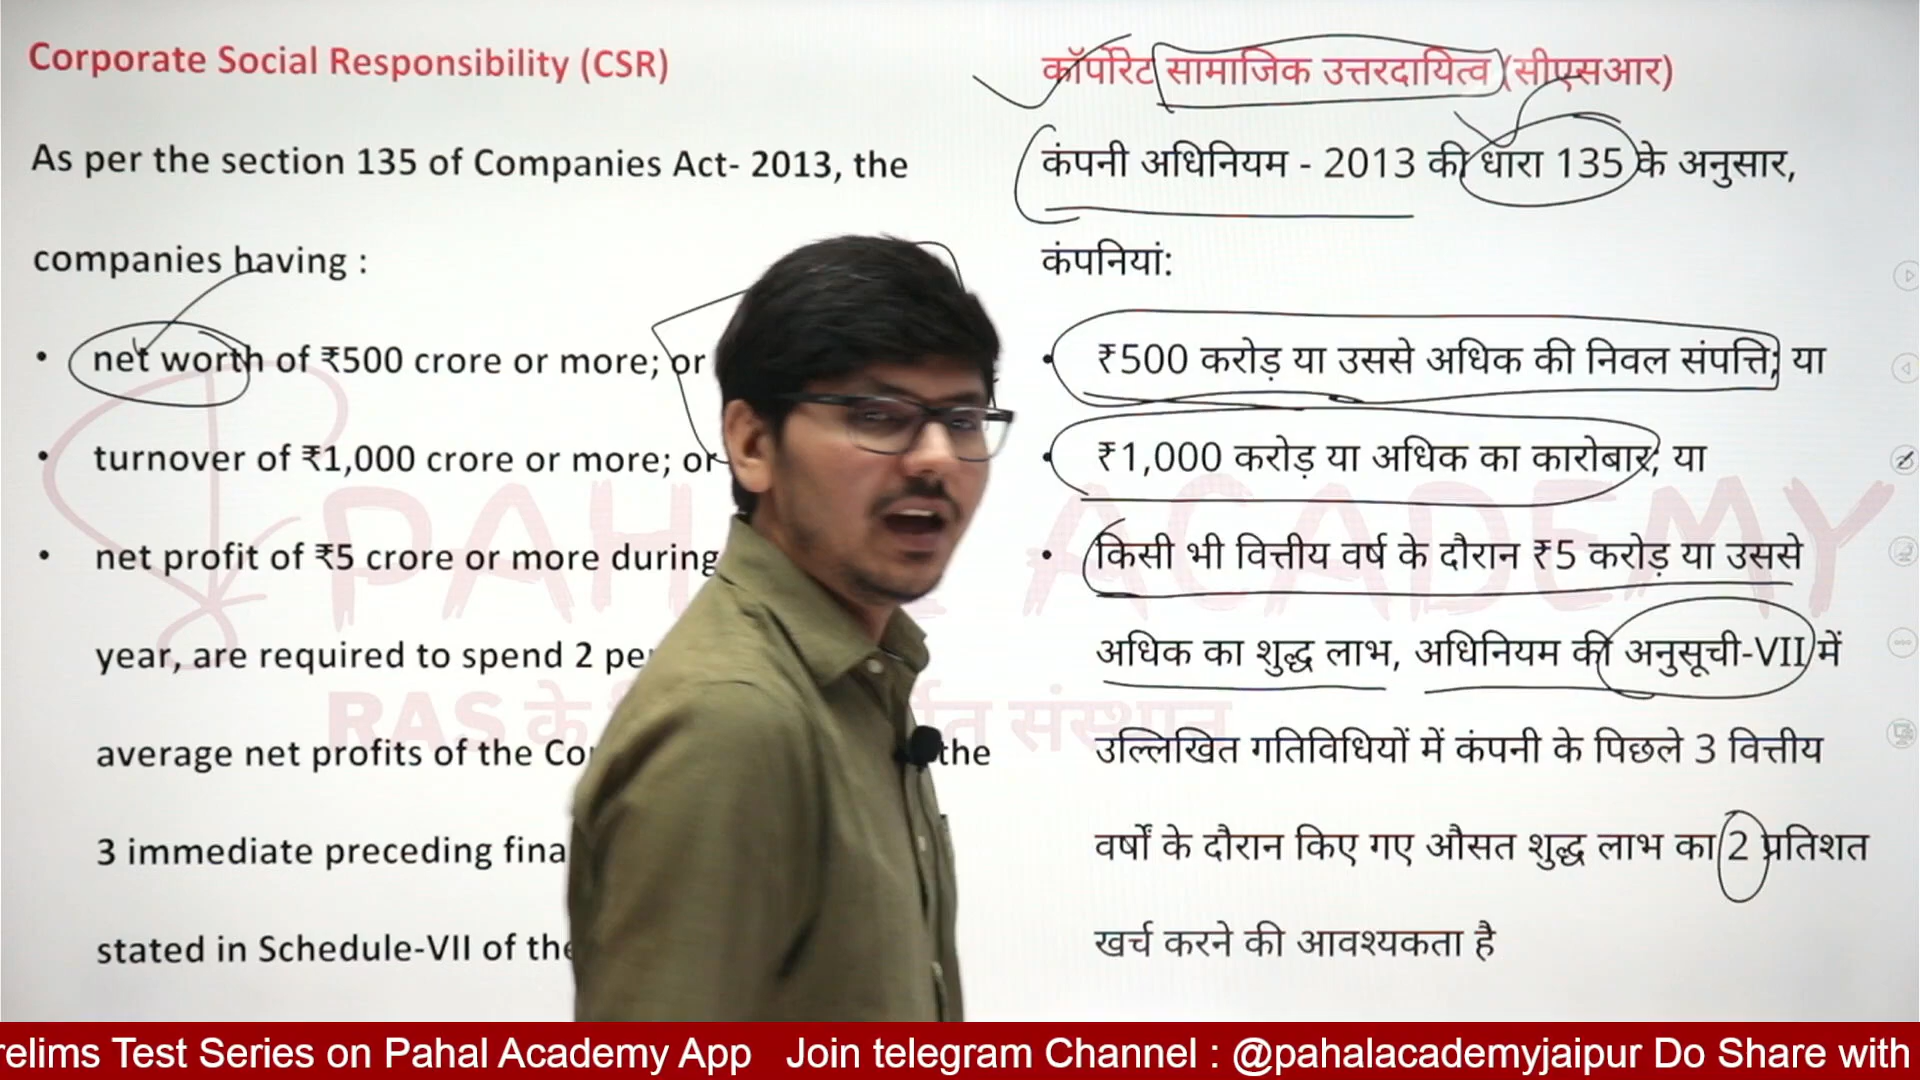 Corporate Social Responsibility (CSR)
As per the section 135 of Companies Act- 2013, the
companies having :
• net worth of ₹500 crore or more; or
• turnover of ₹1,000 crore or more; or
• net profit of ₹5 crore or more during
year, are required to spend 2
average net profits of the the
3 immediate preceding
stated in Schedule-VII of
कॉर्पोरेट सामाजिक उत्तरदायित्व (सीएसआर)
कंपनी अधिनियम - 2013 की धारा 135 के अनुसार,
कंपनियां:
• ₹500 करोड़ या उससे अधिक की निवल संपत्ति; या
• ₹1,000 करोड़ या अधिक का कारोबार; या
• किसी भी वित्तीय वर्ष के दौरान ₹5 करोड़ या उससे
अधिक का शुद्ध लाभ, अधिनियम की अनुसूची-VII में
उल्लिखित गतिविधियों में कंपनी के पिछले 3 वित्तीय
वर्षों के दौरान किए गए औसत शुद्ध लाभ का 2 प्रतिशत
खर्च करने की आवश्यकता है
ACADEMY
RAS के संस्थान
Test Series on Pahal Academy App Join telegram Channel : @pahalacademyjaipur Do Share with